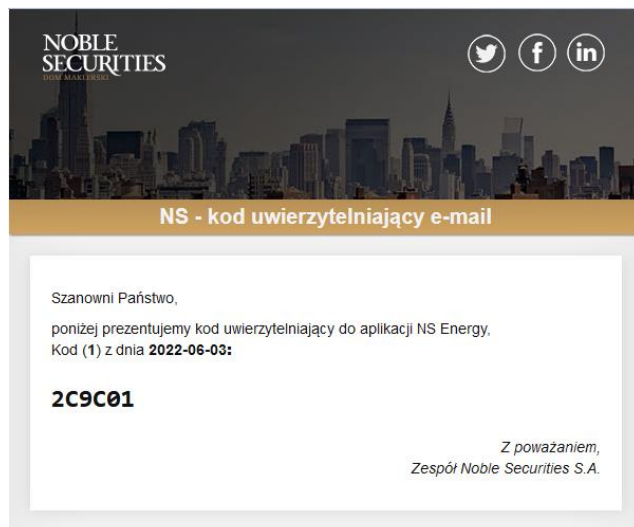 NOBLE
SECURITIES
DOM MAKLERSKI
NS - kod uwierzytelniający e-mail
Szanowni Państwo,
poniżej prezentujemy kod uwierzytelniający do aplikacji NS Energy,
Kod (1) z dnia 2022-06-03:
2C9C01
Z poważaniem,
Zespół Noble Securities S.A.